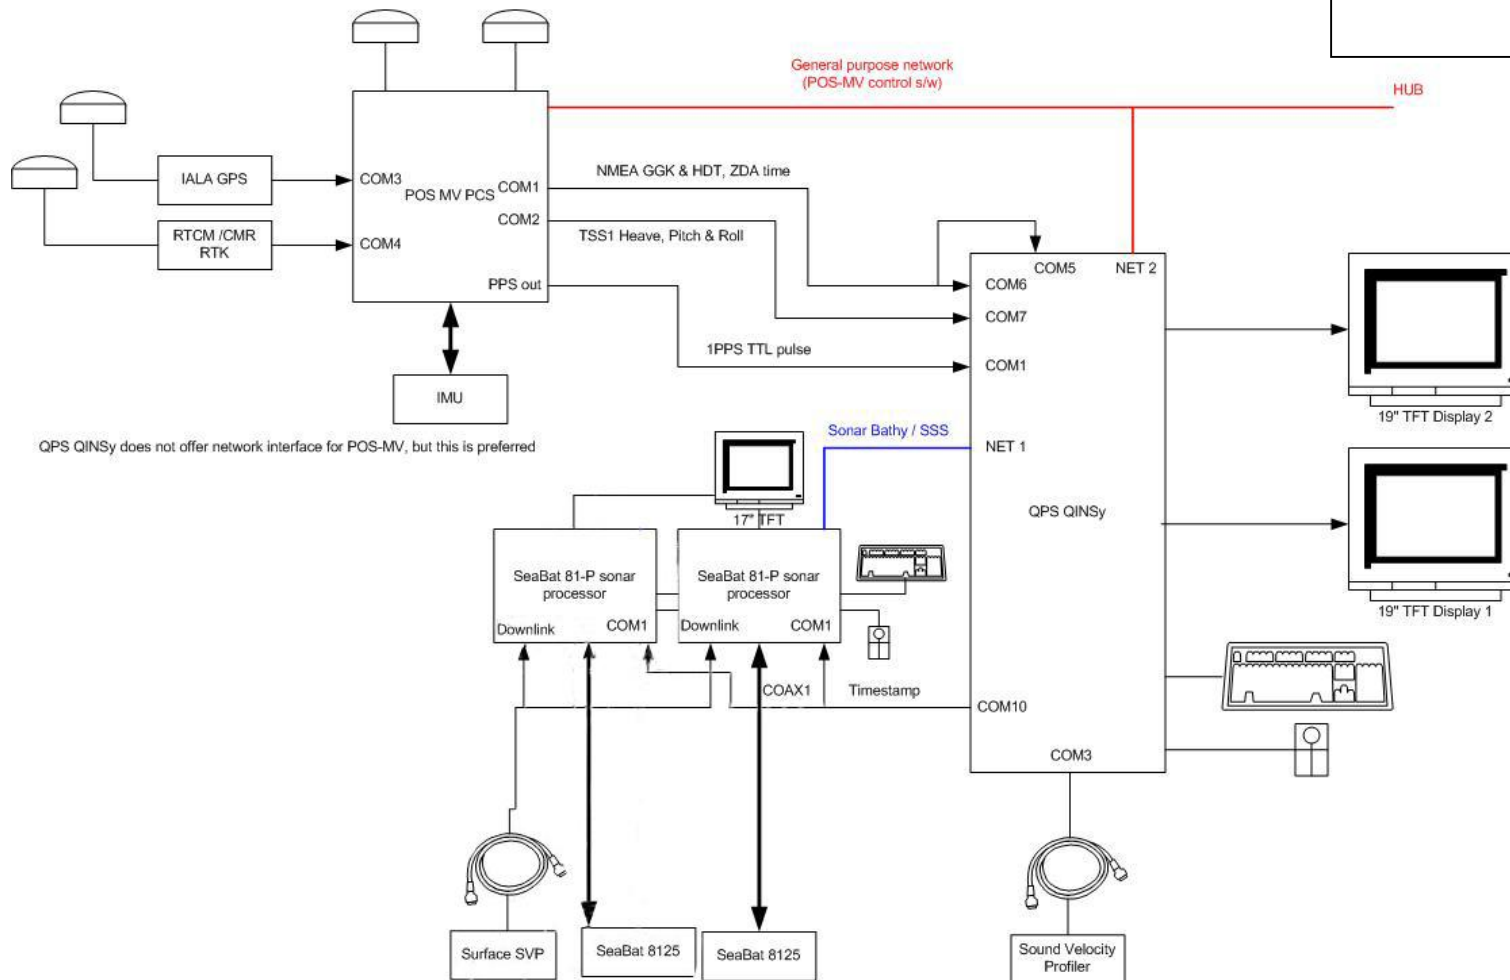 General purpose network
(POS-MV control s/w)
HUB
IALA GPS
COM3
POS MV PCS
COM1
NMEA GGK & HDT, ZDA time
COM2
RTCM /CMR
RTK
COM4
TSS1 Heave, Pitch & Roll
PPS out
COM5
NET 2
COM6
COM7
1PPS TTL pulse
COM1
IMU
19" TFT Display 2
QPS QINSy does not offer network interface for POS-MV, but this is preferred
Sonar Bathy / SSS
NET 1
17" TFT
QPS QINSy
SeaBat 81-P sonar
processor
SeaBat 81-P sonar
processor
19" TFT Display 1
Downlink
COM1
Downlink
COM1
COAX1
Timestamp
COM10
COM3
Surface SVP
SeaBat 8125
SeaBat 8125
Sound Velocity
Profiler